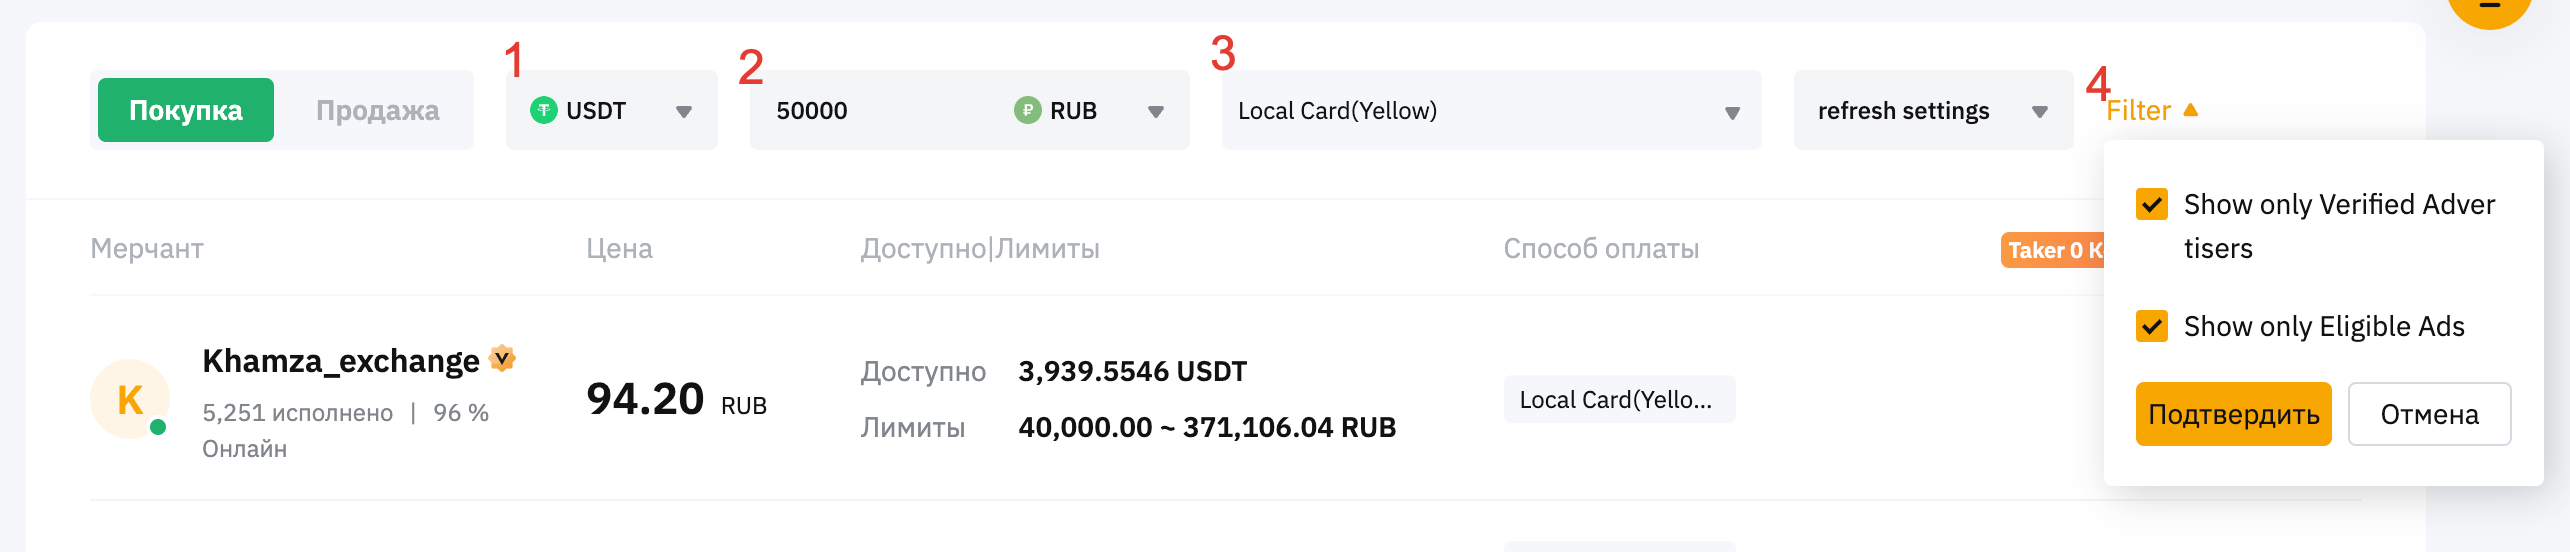 1
2
3
4
Покупка
Продажа
USDT
50000
RUB
Local Card(Yellow)
refresh settings
Filter
Мерчант
Цена
Доступно|Лимиты
Способ оплаты
Taker 0
Show only Verified Adver
tisers
Show only Eligible Ads
Подтвердить
Отмена
K
Khamza_exchange
5,251 исполнено | 96 %
Онлайн
94.20 RUB
Доступно 3,939.5546 USDT
Лимиты 40,000.00 ~ 371,106.04 RUB
Local Card(Yello...